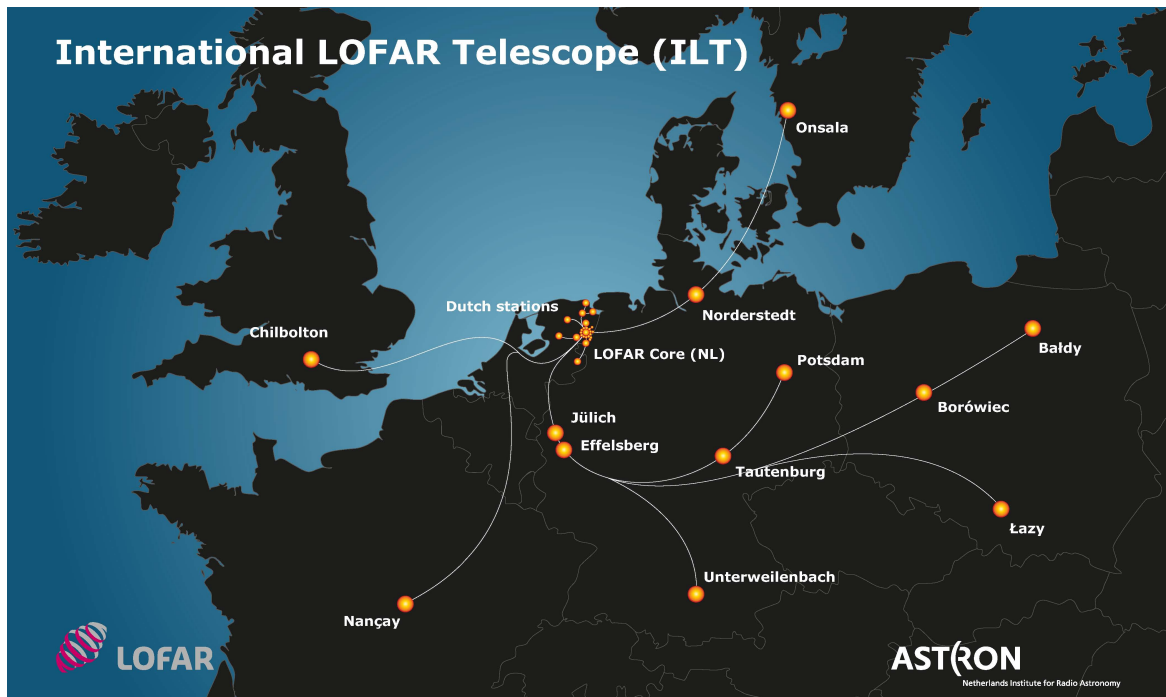 International LOFAR Telescope (ILT)
Onsala
Dutch stations
Norderstedt
Chilbolton
LOFAR Core (NL)
Bałdy
Potsdam
Borówiec
Jülich
Effelsberg
Tautenburg
Łazy
Unterweilenbach
Nançay
LOFAR
ASTRON
Netherlands Institute for Radio Astronomy